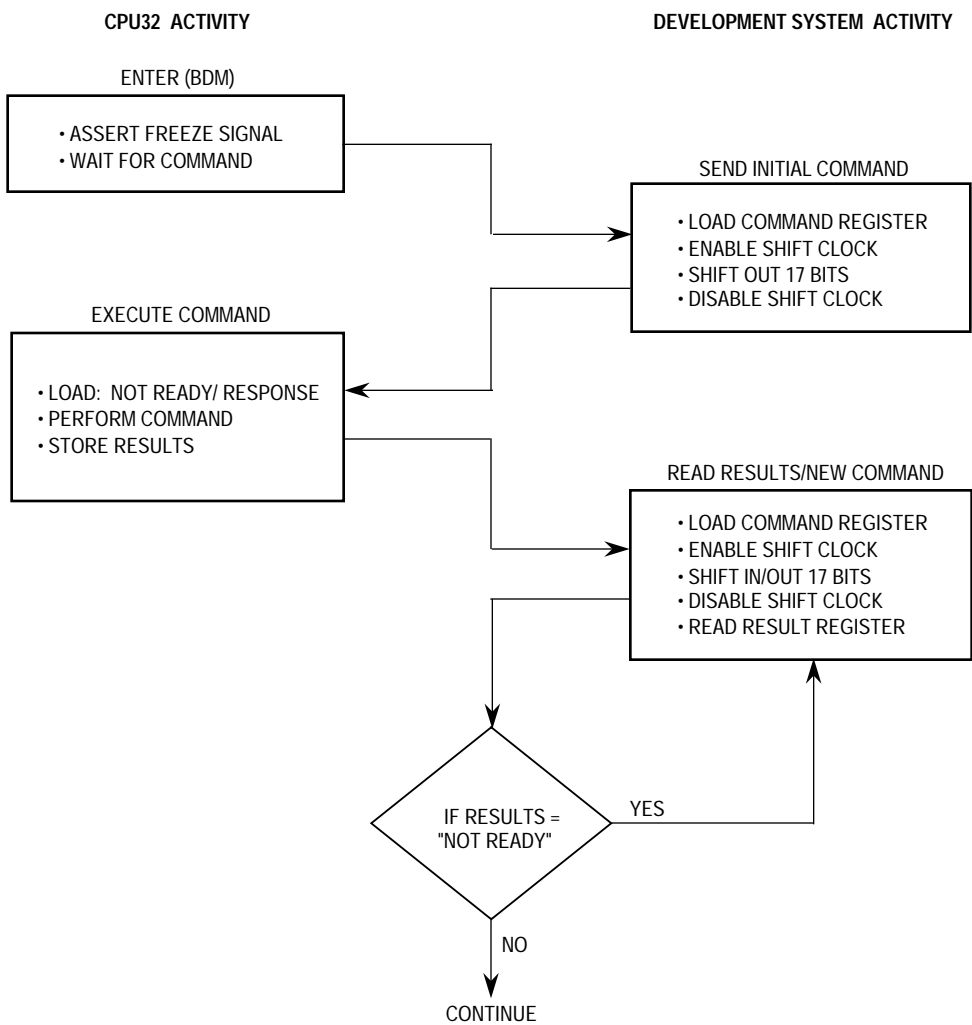 CPU32 ACTIVITY
DEVELOPMENT SYSTEM ACTIVITY
ENTER (BDM)
• ASSERT FREEZE SIGNAL
• WAIT FOR COMMAND
SEND INITIAL COMMAND
• LOAD COMMAND REGISTER
• ENABLE SHIFT CLOCK
• SHIFT OUT 17 BITS
• DISABLE SHIFT CLOCK
EXECUTE COMMAND
• LOAD: NOT READY/ RESPONSE
• PERFORM COMMAND
• STORE RESULTS
READ RESULTS/NEW COMMAND
• LOAD COMMAND REGISTER
• ENABLE SHIFT CLOCK
• SHIFT IN/OUT 17 BITS
• DISABLE SHIFT CLOCK
• READ RESULT REGISTER
IF RESULTS =
"NOT READY"
YES
NO
CONTINUE